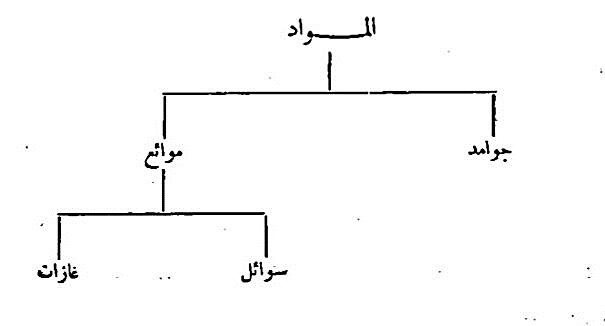 المـــواد
جوامد
موائع
سوائل
غازات